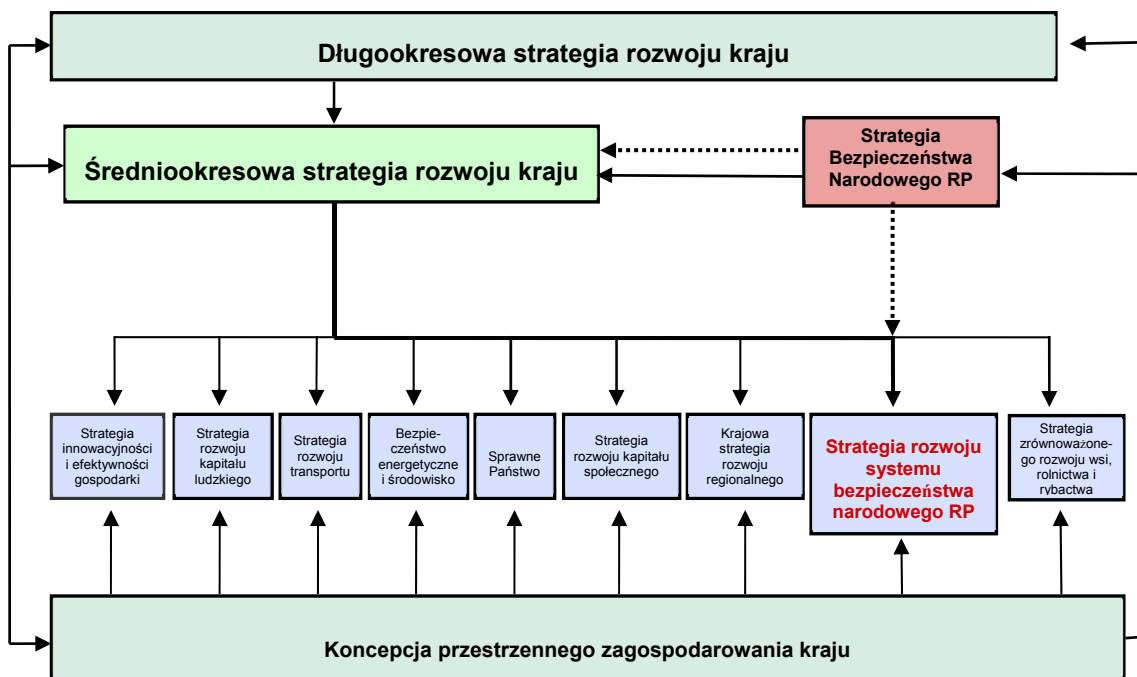 Długookresowa strategia rozwoju kraju
Średniookresowa strategia rozwoju kraju
Strategia
Bezpieczeństwa
Narodowego RP
Strategia
innowacyjności
i efektywności
gospodarki
Strategia
rozwoju
kapitału
ludzkiego
Strategia
rozwoju
transportu
Bezpie-
czeństwo
energetyczne
i środowisko
Sprawne
Państwo
Strategia
rozwoju kapitału
społecznego
Krajowa
strategia
rozwoju
regionalnego
Strategia rozwoju
systemu
bezpieczeństwa
narodowego RP
Strategia
zrównoważone-
go rozwoju wsi,
rolnictwa i
rybactwa
Koncepcja przestrzennego zagospodarowania kraju